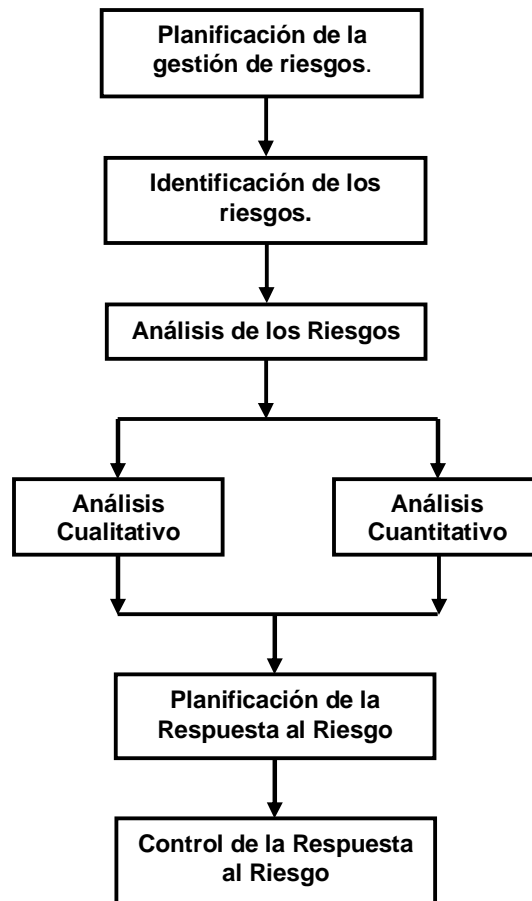 Planificación de la
gestión de riesgos.
Identificación de los
riesgos.
Análisis de los Riesgos
Análisis
Cualitativo
Análisis
Cuantitativo
Planificación de la
Respuesta al Riesgo
Control de la Respuesta
al Riesgo